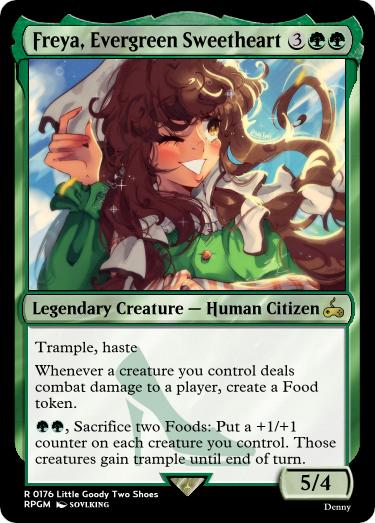 Freya, Evergreen Sweetheart 3
Legendary Creature — Human Citizen
Trample, haste
Whenever a creature you control deals
combat damage to a player, create a Food
token.
, Sacrifice two Foods: Put a +1/+1
counter on each creature you control. Those
creatures gain trample until end of turn.
5/4
R 0176 Little Goody Two Shoes
RPGM SOVLKING
Denny